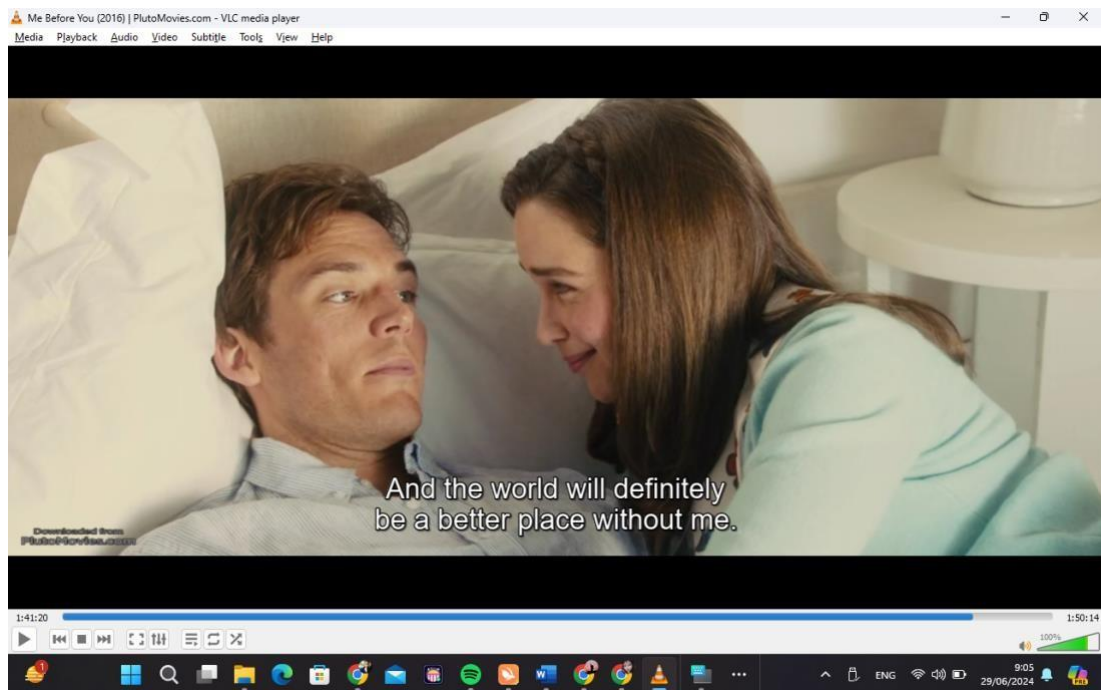 Me Before You (2016) | PlutoMovies.com - VLC media player
Media Playback Audio Video Subtitle Tools View Help
And the world will definitely
be a better place without me.
Downloaded from
PlutoMovies.com
1:41:20 1:50:14
100%
1
W
ENG
9:05
29/06/2024
PRE